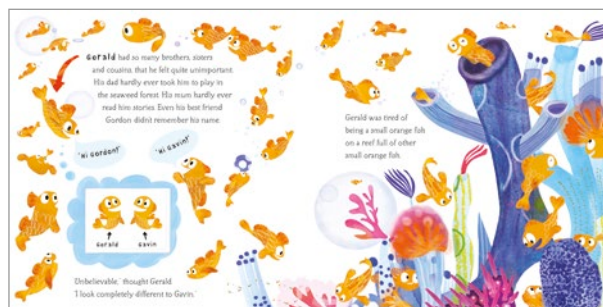 Gerald had so many brothers, sisters
and cousins, that he felt quite unimportant.
His dad hardly ever took him to play in
the seaweed forest. His mum hardly ever
read him stories. Even his best friend
Gordon didn't remember his name.
'Hi Gordon!'
'Hi Gavin!'
Gerald
Gavin
'Unbelievable,' thought Gerald.
'I look completely different to Gavin.'
Gerald was tired of
being a small orange fish
on a reef full of other
small orange fish.